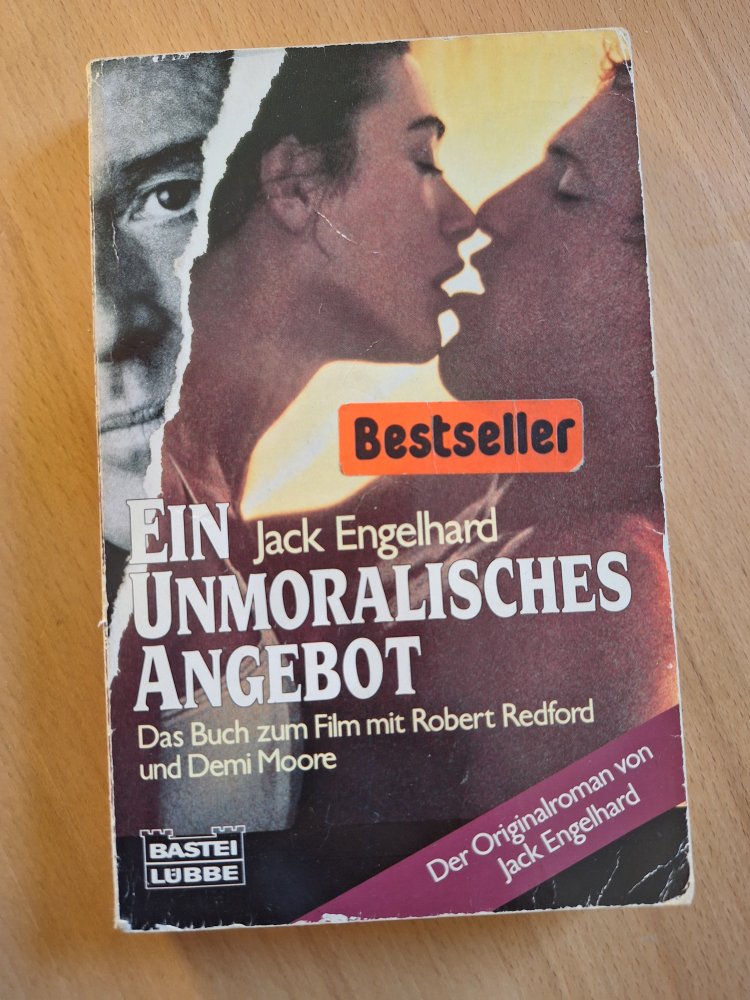 Bestseller
EIN Jack Engelhard
UNMORALISCHES
ANGEBOT
Das Buch zum Film mit Robert Redford
und Demi Moore
Der Originalroman von
Jack Engelhard
BASTEI
LÜBBE